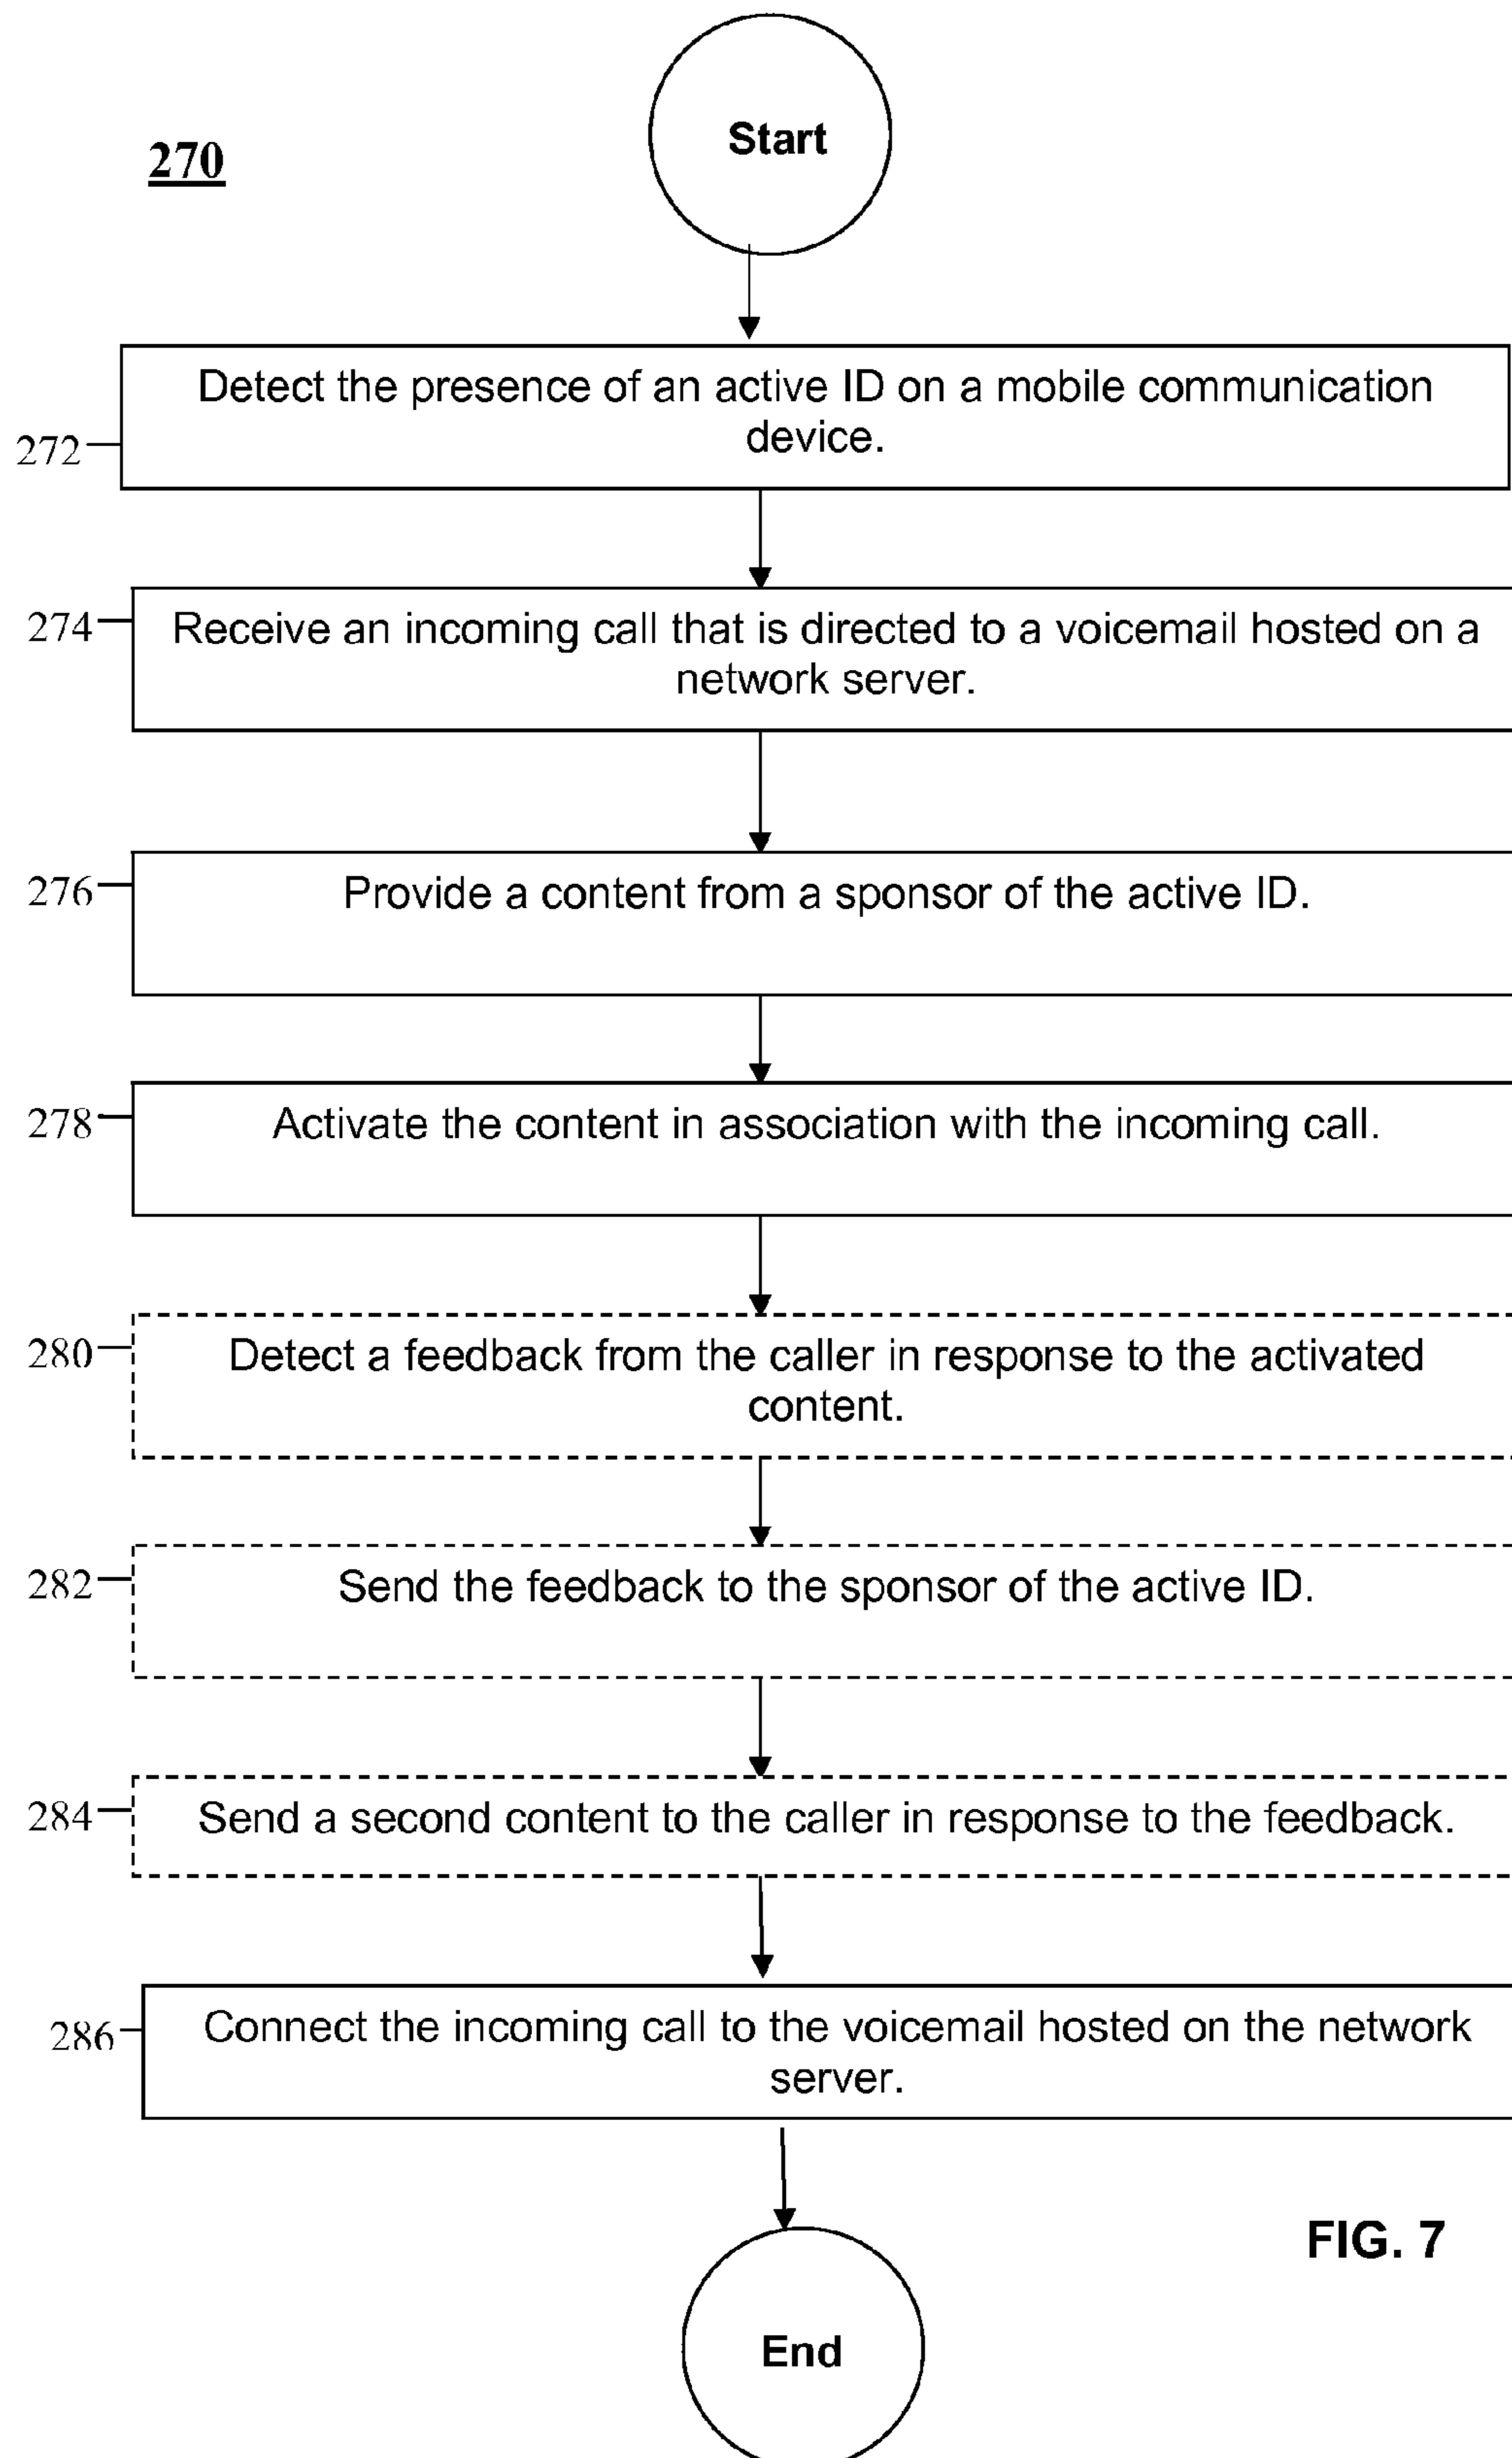 Start
270
Detect the presence of an active ID on a mobile communication
device.
272
274
Receive an incoming call that is directed to a voicemail hosted on a
network server.
276
Provide a content from a sponsor of the active ID.
278
Activate the content in association with the incoming call.
280
Detect a feedback from the caller in response to the activated
content.
282
Send the feedback to the sponsor of the active ID.
284
Send a second content to the caller in response to the feedback.
286
Connect the incoming call to the voicemail hosted on the network
server.
FIG. 7
End